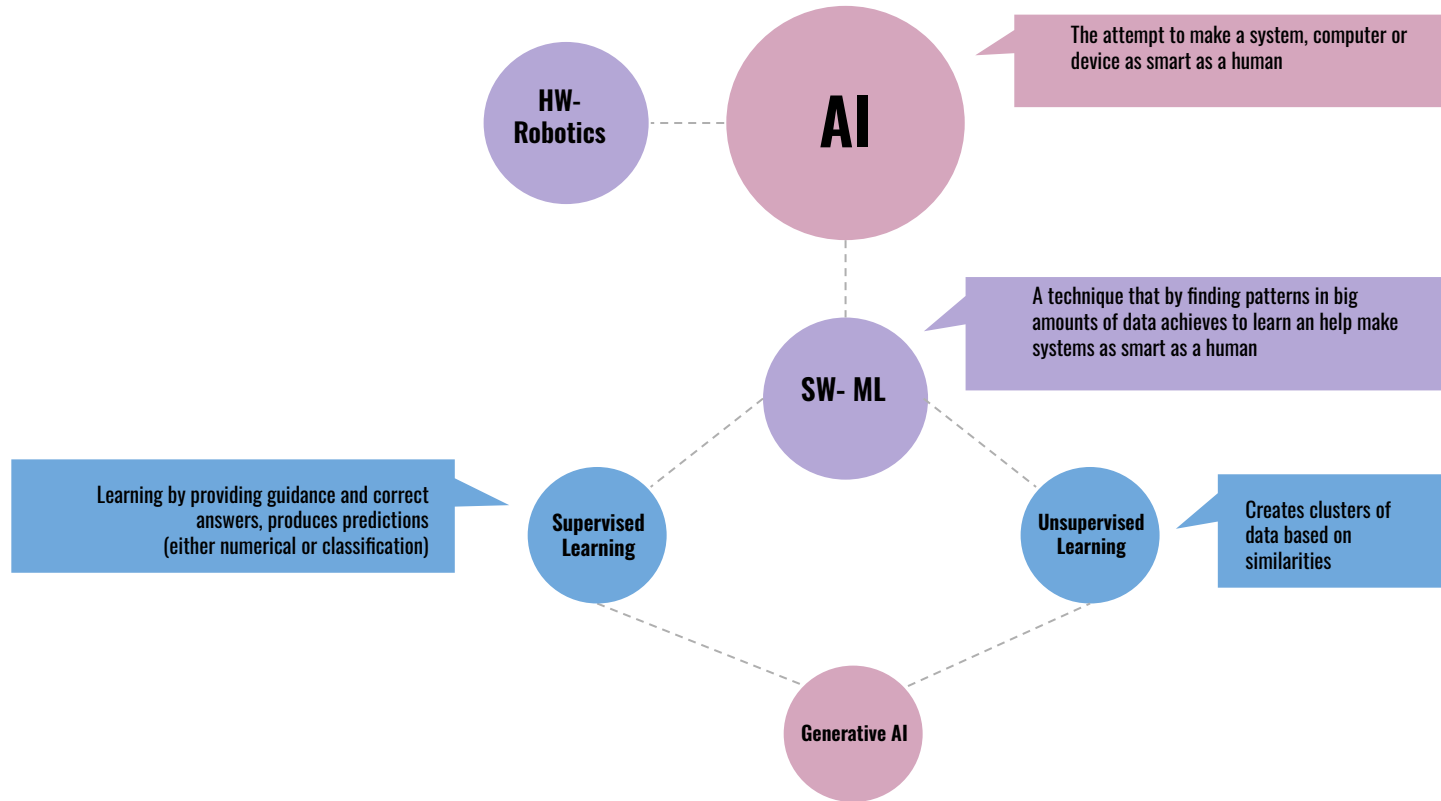 The attempt to make a system, computer or
device as smart as a human
HW-
Robotics
AI
A technique that by finding patterns in big
amounts of data achieves to learn an help make
systems as smart as a human
SW- ML
Learning by providing guidance and correct
answers, produces predictions
(either numerical or classification)
Supervised
Learning
Unsupervised
Learning
Creates clusters of
data based on
similarities
Generative AI